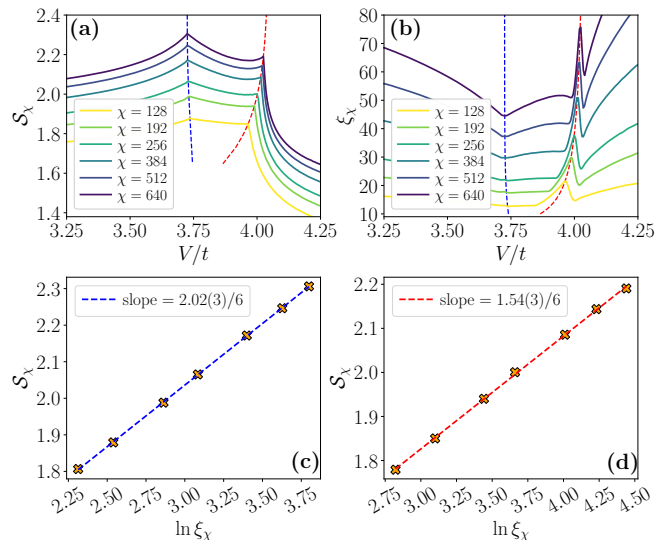 (a)
2.4
2.2
2.0
1.8
1.6
1.4
S_χ
χ = 128
χ = 192
χ = 256
χ = 384
χ = 512
χ = 640
3.25 3.50 3.75 4.00 4.25
V/t
(b)
80
70
60
50
40
30
20
10
ξ_χ
χ = 128
χ = 192
χ = 256
χ = 384
χ = 512
χ = 640
3.25 3.50 3.75 4.00 4.25
V/t
slope = 2.02(3)/6
2.3
2.2
2.1
2.0
1.9
1.8
S_χ
(c)
2.25 2.50 2.75 3.00 3.25 3.50 3.75
ln ξ_χ
slope = 1.54(3)/6
2.2
2.1
2.0
1.9
1.8
S_χ
(d)
2.75 3.00 3.25 3.50 3.75 4.00 4.25 4.50
ln ξ_χ